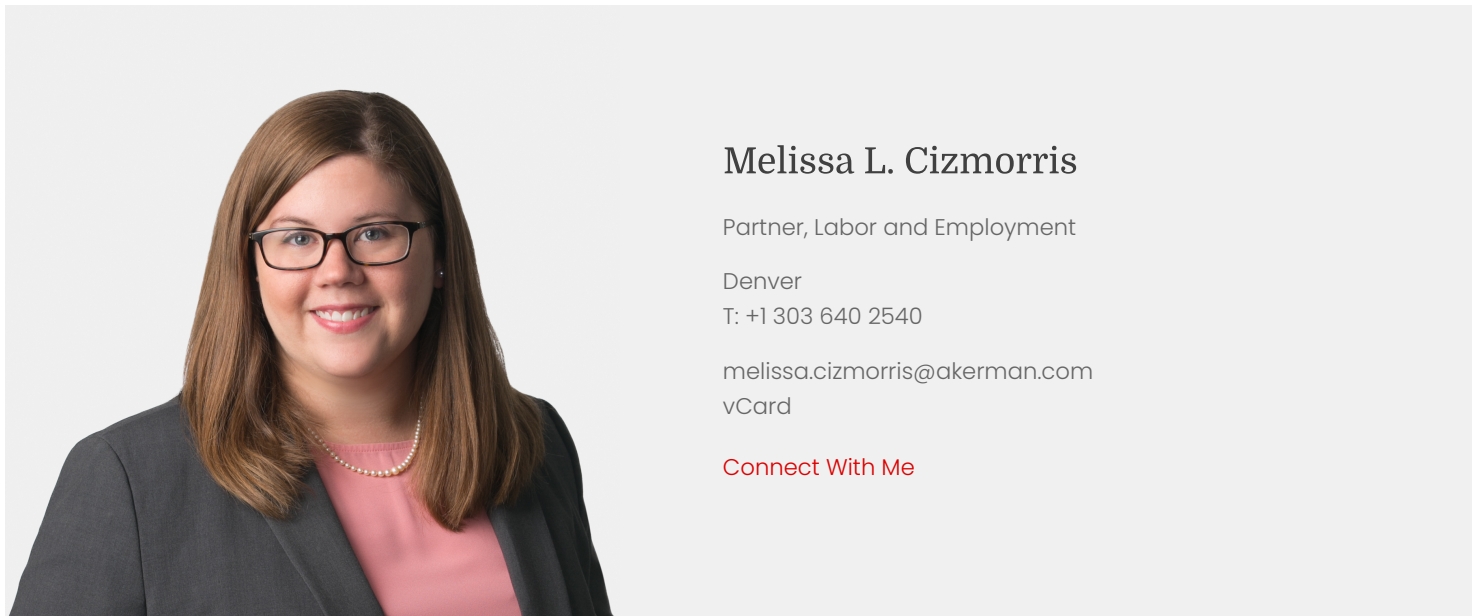 Melissa L. Cizmorris
Partner, Labor and Employment
Denver
T: +1 303 640 2540
melissa.cizmorris@akerman.com
vCard
Connect With Me